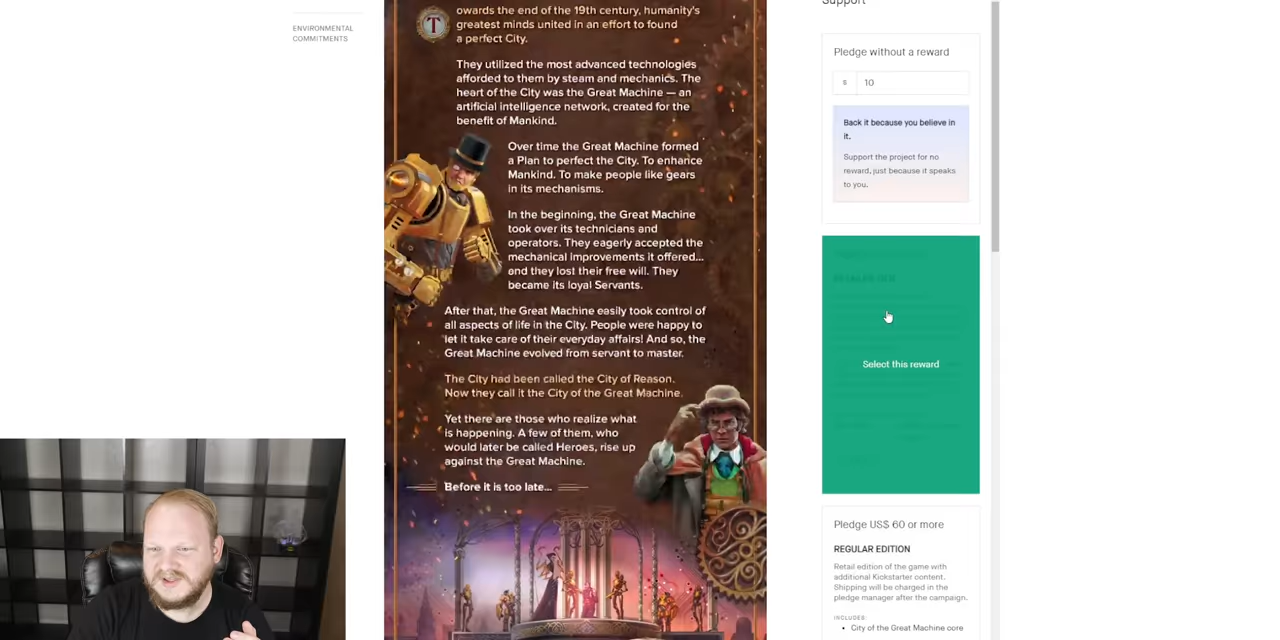 ENVIRONMENTAL
COMMITMENTS
T
owards the end of the 19th century, humanity's
greatest minds united in an effort to found
a perfect City.
They utilized the most advanced technologies
afforded to them by steam and mechanics. The
heart of the City was the Great Machine — an
artificial intelligence network, created for the
benefit of Mankind.
Over time the Great Machine formed
a Plan to perfect the City. To enhance
Mankind. To make people like gears
in its mechanisms.
In the beginning, the Great Machine
took over its technicians and
operators. They eagerly accepted the
mechanical improvements it offered...
and they lost their free will. They
became its loyal Servants.
After that, the Great Machine easily took control of
all aspects of life in the City. People were happy to
let it take care of their everyday affairs! And so, the
Great Machine evolved from servant to master.
The City had been called the City of Reason.
Now they call it the City of the Great Machine.
Yet there are those who realize what
is happening. A few of them, who
would later be called Heroes, rise up
against the Great Machine.
Before it is too late...
Support
Pledge without a reward
$ 10
Back it because you believe in
it.
Support the project for no
reward, just because it speaks
to you.
Select this reward
Pledge US$ 60 or more
REGULAR EDITION
Retail edition of the game with
additional Kickstarter content.
Shipping will be charged in the
pledge manager after the campaign.
INCLUDES:
• City of the Great Machine core